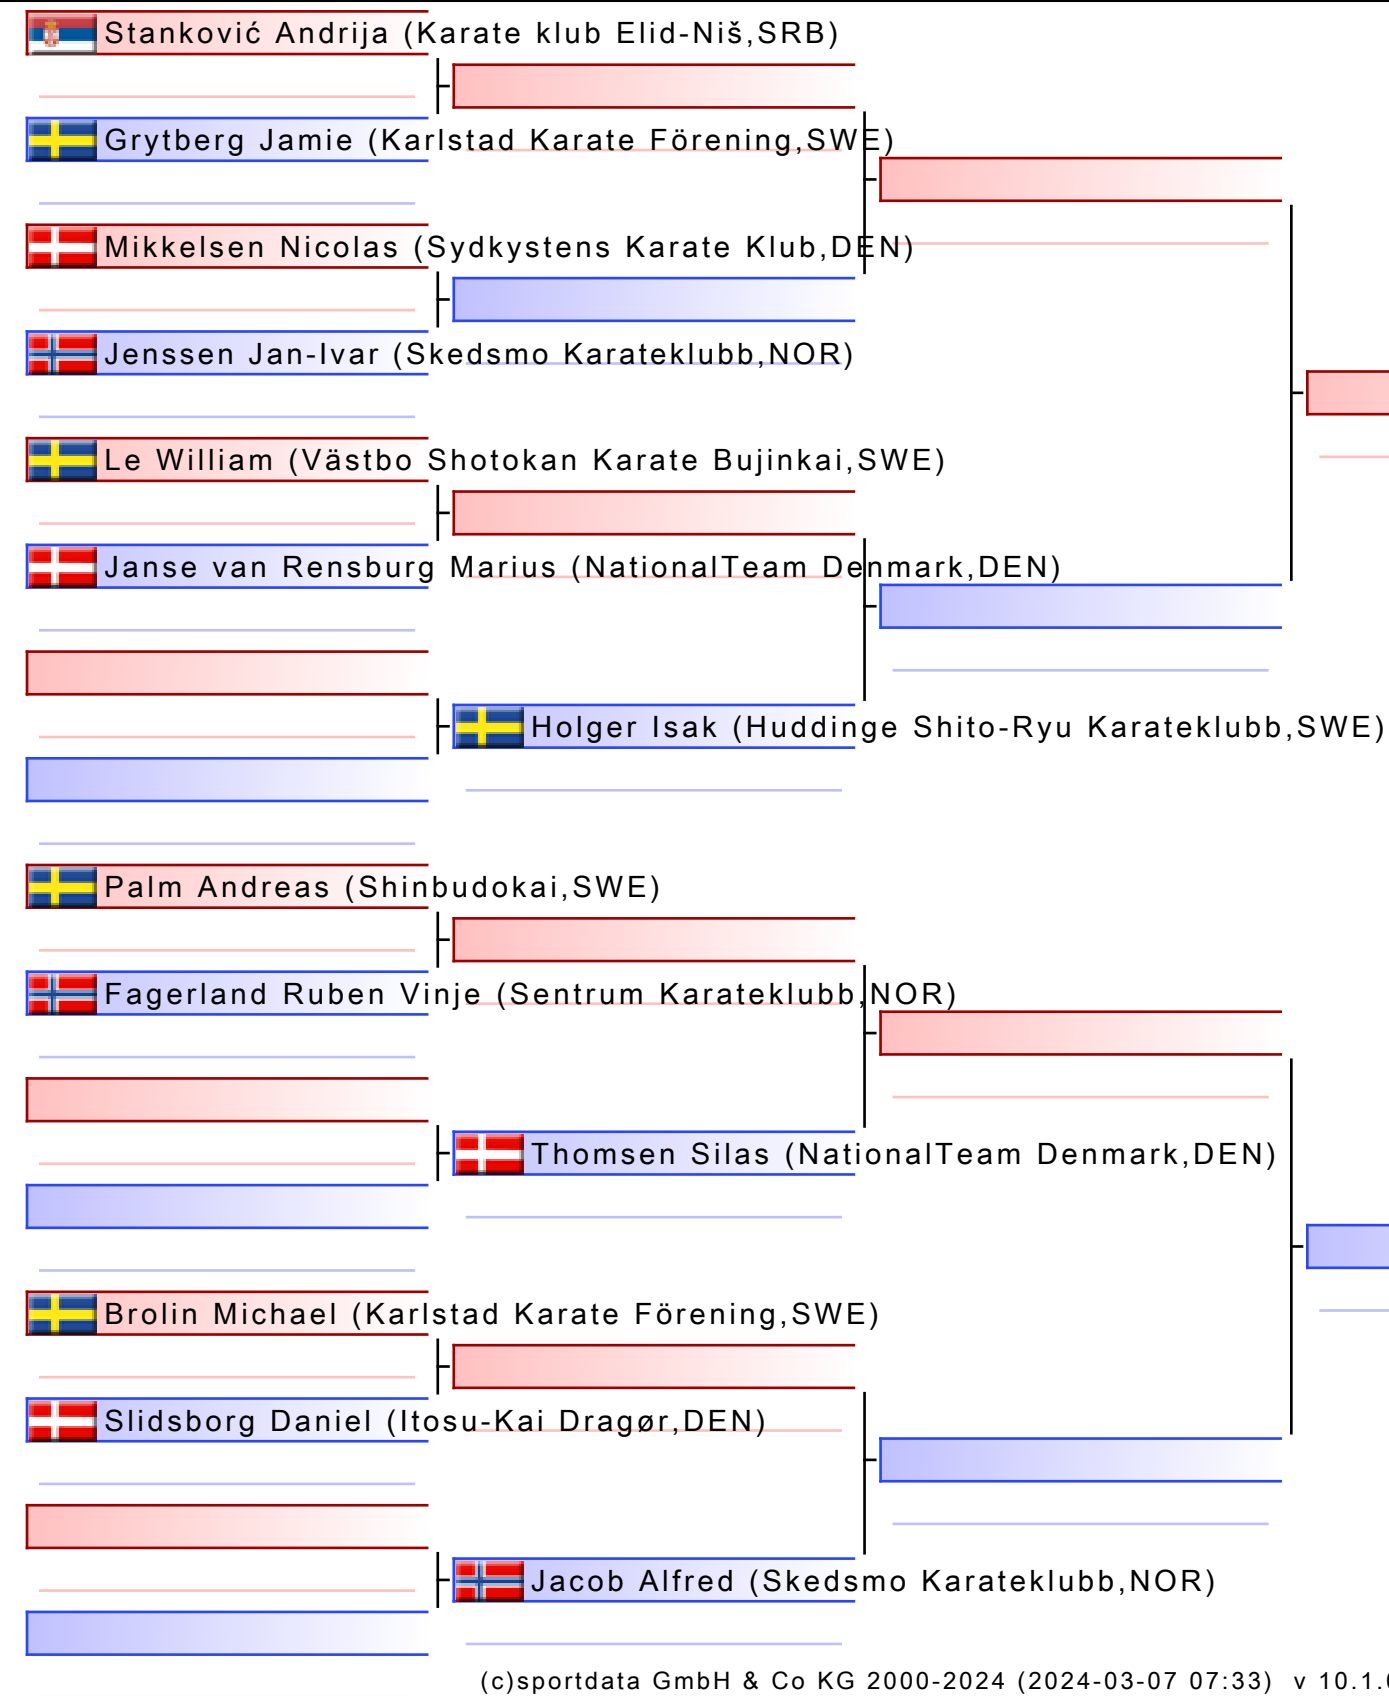 Stanković Andrija (Karate klub Elid-Niš,SRB)
Grytberg Jamie (Karlstad Karate Förening,SWE)
Mikkelsen Nicolas (Sydkystens Karate Klub,DEN)
Jenssen Jan-Ivar (Skedsmo Karateklubb,NOR)
Le William (Västbo Shotokan Karate Bujinkai,SWE)
Janse van Rensburg Marius (NationalTeam Denmark,DEN)
Holger Isak (Huddinge Shito-Ryu Karateklubb,SWE)
Palm Andreas (Shinbudokai,SWE)
Fagerland Ruben Vinje (Sentrum Karateklubb,NOR)
Thomsen Silas (NationalTeam Denmark,DEN)
Brolin Michael (Karlstad Karate Förening,SWE)
Slidsborg Daniel (Itosu-Kai Dragør,DEN)
Jacob Alfred (Skedsmo Karateklubb,NOR)
(c)sportdata GmbH & Co KG 2000-2024 (2024-03-07 07:33) v 10.1.